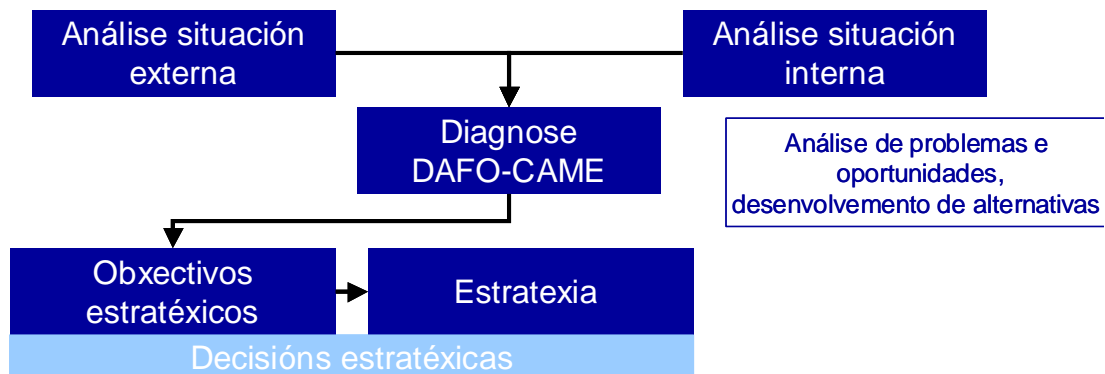 Análise situación
externa
Análise situación
interna
Diagnose
DAFO-CAME
Análise de problemas e
oportunidades,
desenvolvemento de alternativas
Obxectivos
estratéxicos
Estratexia
Decisións estratéxicas